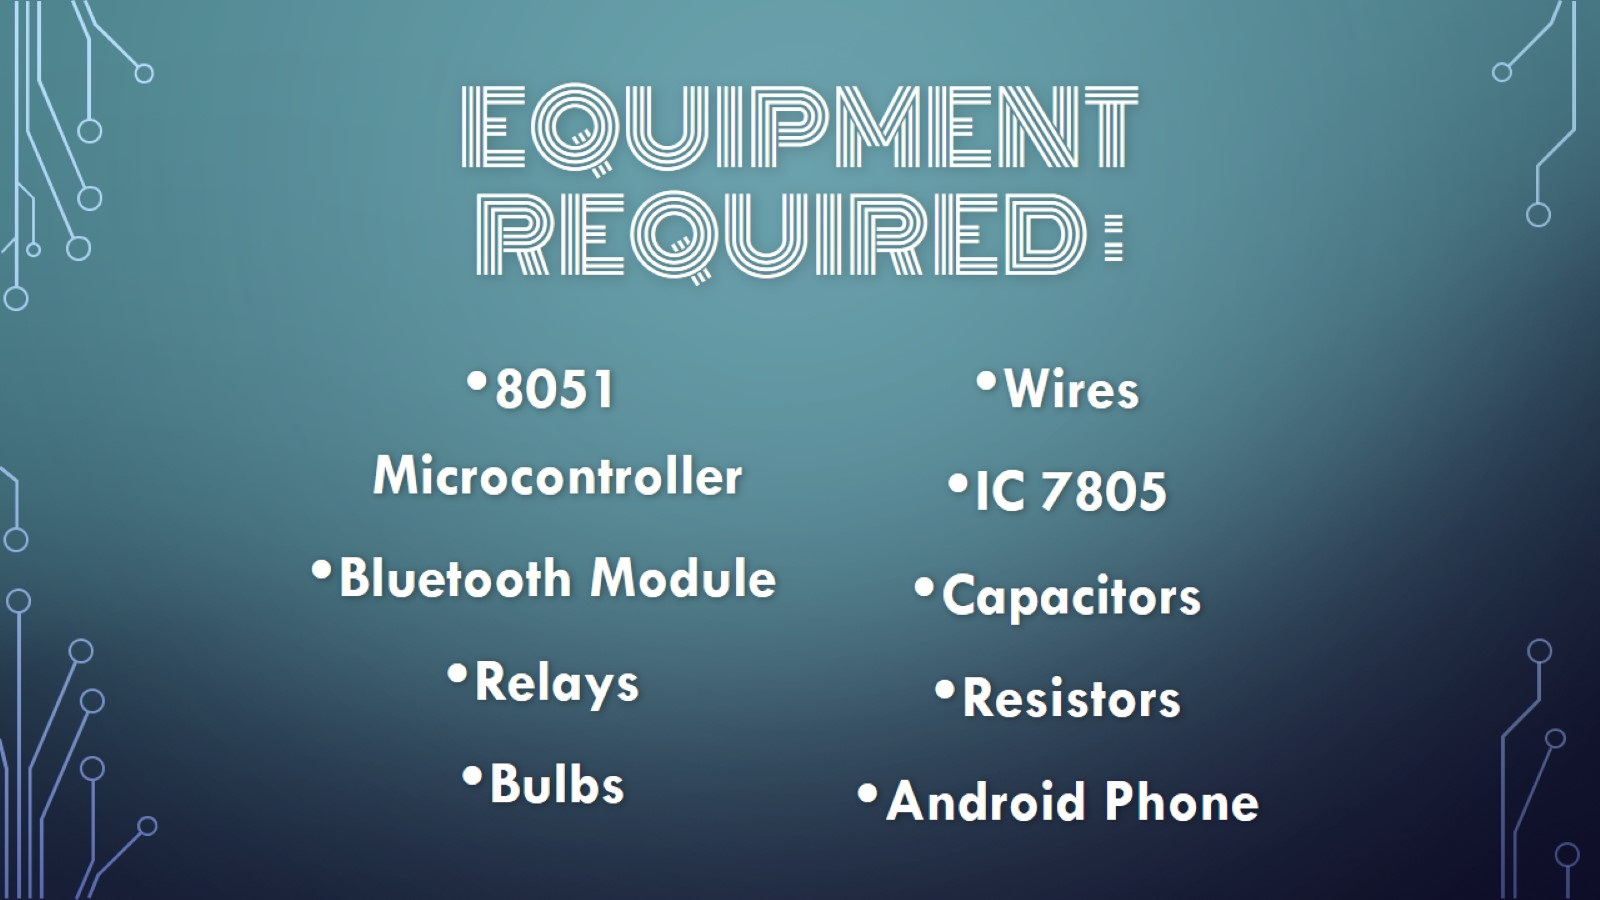 EQUIPMENT
REQUIRED:
•8051
Microcontroller
•Bluetooth Module
•Relays
•Bulbs
•Wires
•IC 7805
•Capacitors
•Resistors
•Android Phone